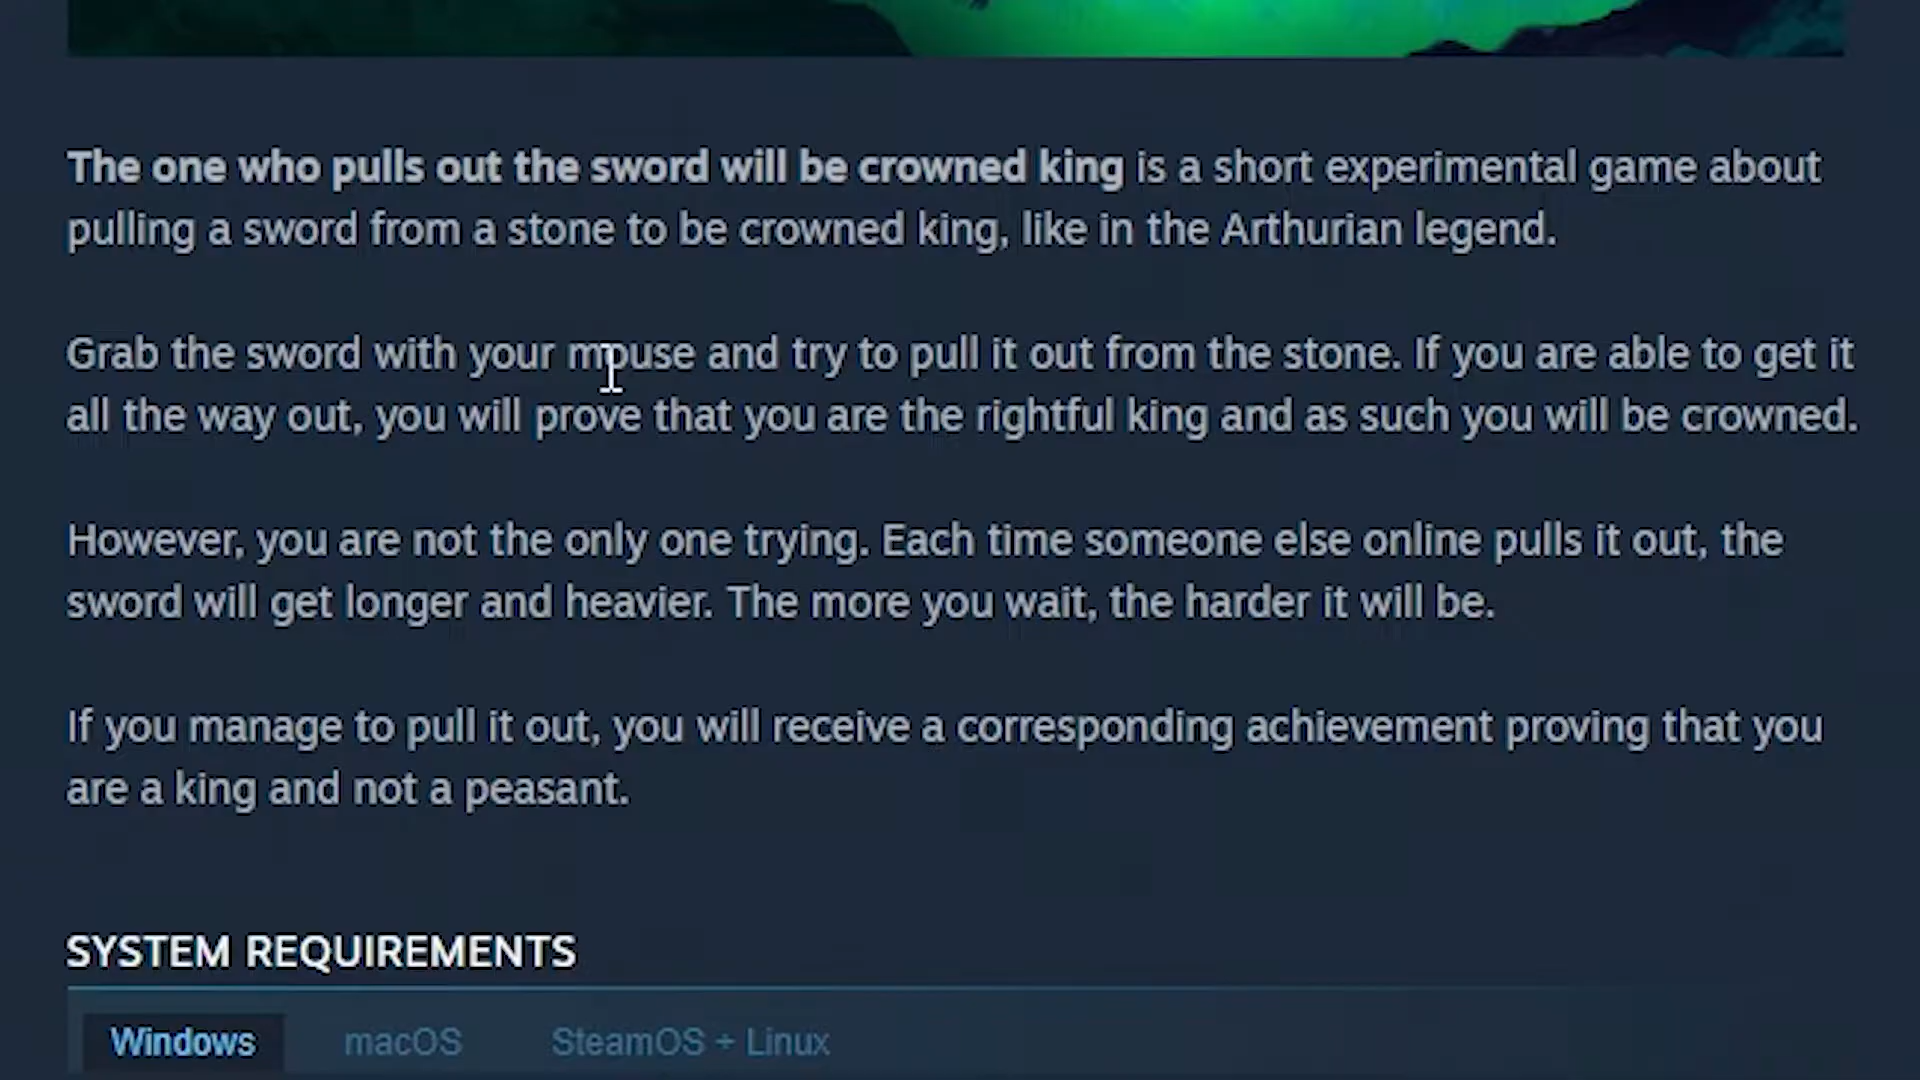 The one who pulls out the sword will be crowned king is a short experimental game about
pulling a sword from a stone to be crowned king, like in the Arthurian legend.
Grab the sword with your mouse and try to pull it out from the stone. If you are able to get it
all the way out, you will prove that you are the rightful king and as such you will be crowned.
However, you are not the only one trying. Each time someone else online pulls it out, the
sword will get longer and heavier. The more you wait, the harder it will be.
If you manage to pull it out, you will receive a corresponding achievement proving that you
are a king and not a peasant.
SYSTEM REQUIREMENTS
Windows macOS SteamOS + Linux